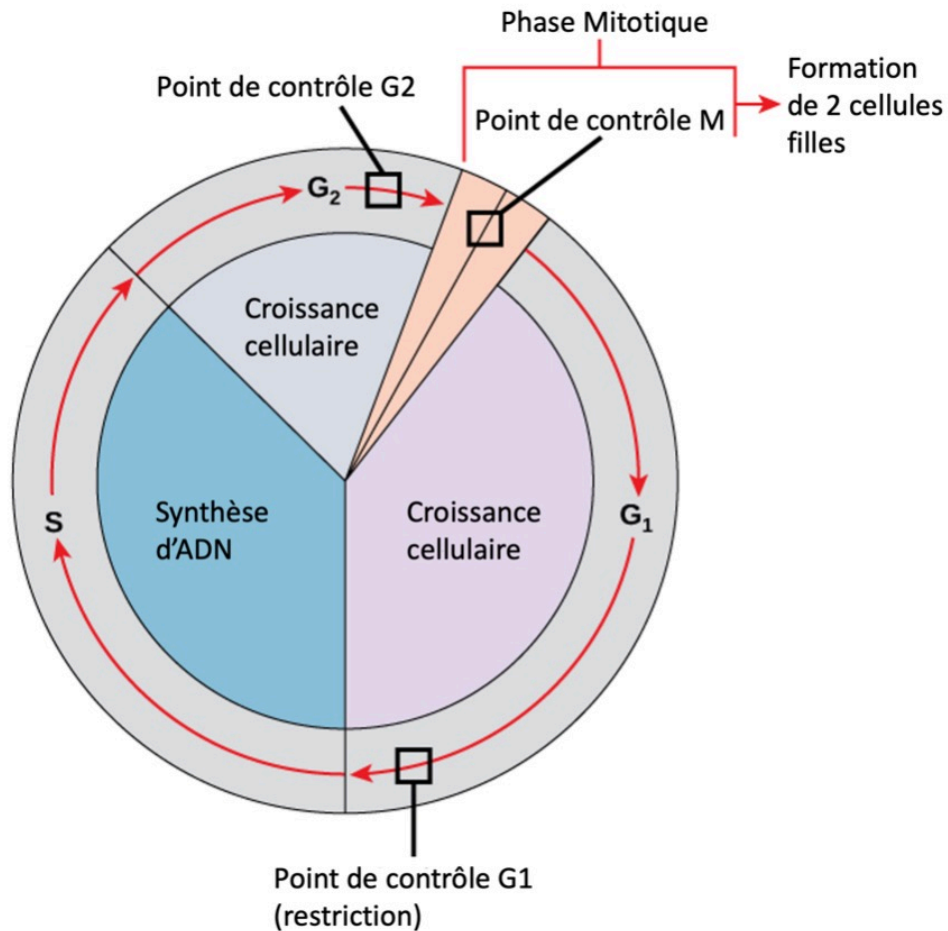 Phase Mitotique
Point de contrôle G2
Formation
de 2 cellules
filles
Point de contrôle M
G2
Croissance
cellulaire
Synthèse
d'ADN
Croissance
cellulaire
S
G1
Point de contrôle G1
(restriction)